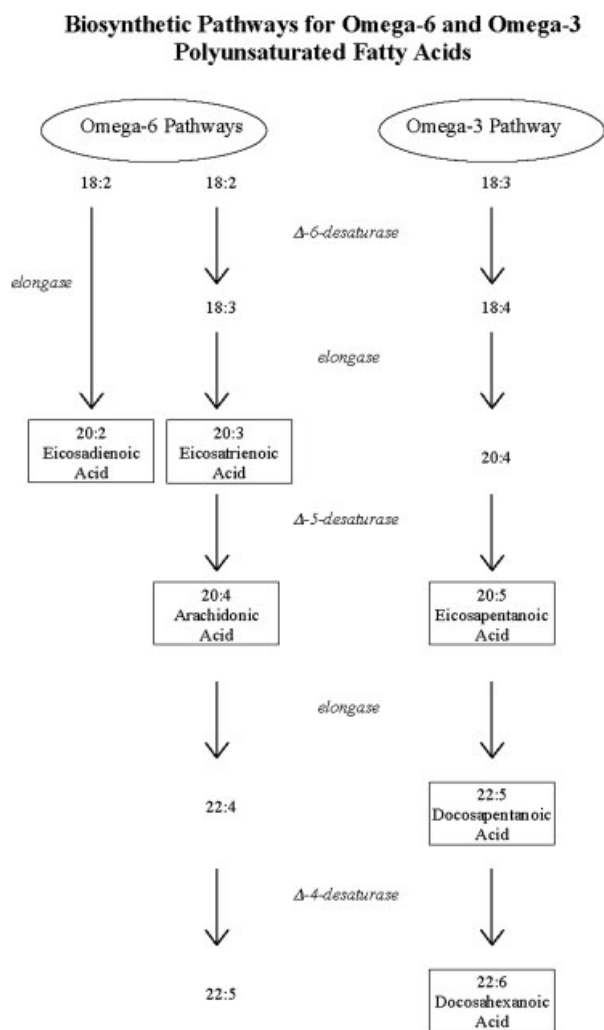 Biosynthetic Pathways for Omega-6 and Omega-3
Polyunsaturated Fatty Acids
Omega-6 Pathways
Omega-3 Pathway
18:2
18:2
18:3
Δ-6-desaturase
elongase
18:3
18:4
elongase
20:2
Eicosadienoic
Acid
20:3
Eicosatrienoic
Acid
20:4
Δ-5-desaturase
20:4
Arachidonic
Acid
20:5
Eicosapentanoic
Acid
elongase
22:4
22:5
Docosapentanoic
Acid
Δ-4-desaturase
22:5
22:6
Docosahexanoic
Acid